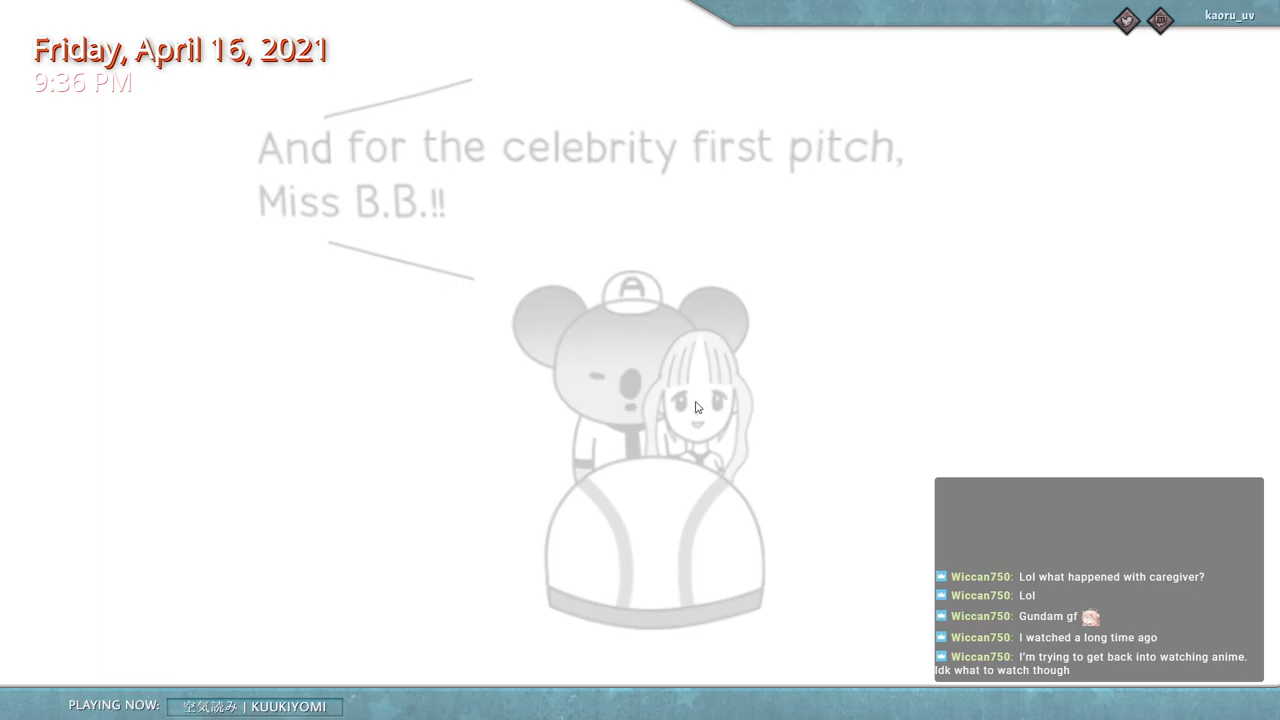 Friday, April 16, 2021
9:36 PM
kaoru_uv
And for the celebrity first pitch,
Miss B.B.!!
A
Wiccan750: Lol what happened with caregiver?
Wiccan750: Lol
Wiccan750: Gundam gf
Wiccan750: I watched a long time ago
Wiccan750: I'm trying to get back into watching anime.
Idk what to watch though
PLAYING NOW: 空気読み | KUUKIYOMI